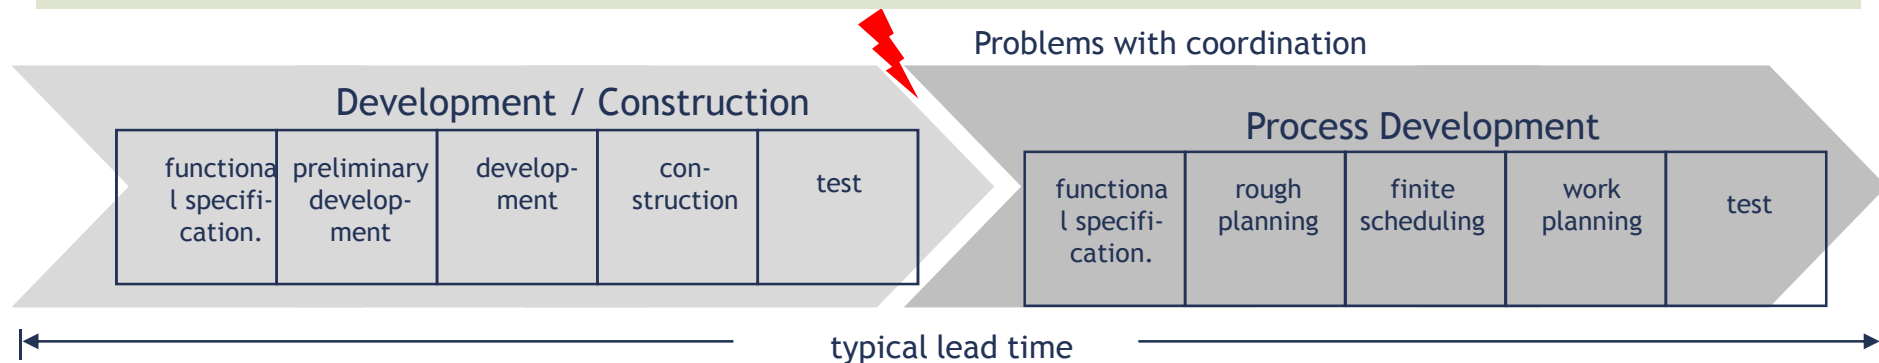 Problems with coordination
Development / Construction
functiona
l specifi-
cation.
preliminary
develop-
ment
develop-
ment
con-
struction
test
Process Development
functiona
l specifi-
cation.
rough
planning
finite
scheduling
work
planning
test
typical lead time